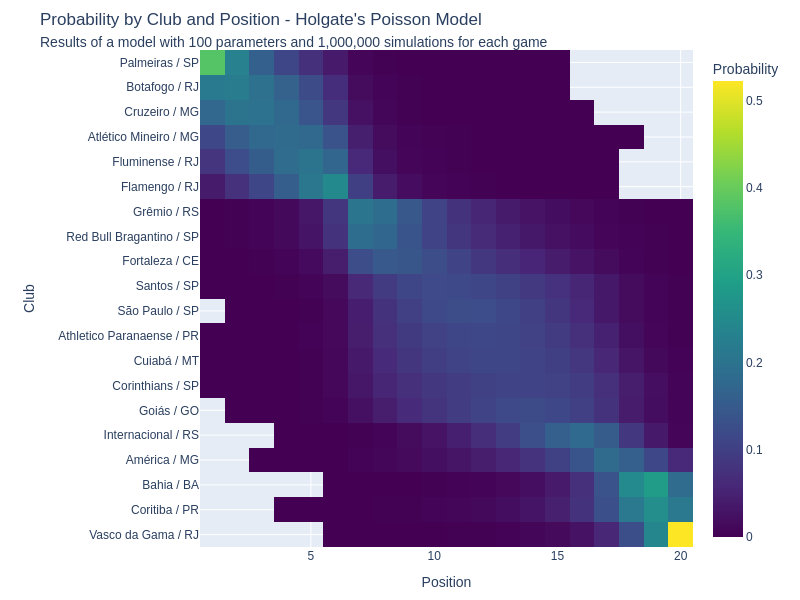 Probability by Club and Position - Holgate's Poisson Model
Results of a model with 100 parameters and 1,000,000 simulations for each game
Probability
Palmeiras / SP
Botafogo / RJ
Cruzeiro / MG
Atlético Mineiro / MG
Fluminense / RJ
Flamengo / RJ
Grêmio / RS
Red Bull Bragantino / SP
Fortaleza / CE
Santos / SP
São Paulo / SP
Athletico Paranaense / PR
Cuiabá / MT
Corinthians / SP
Goiás / GO
Internacional / RS
América / MG
Bahia / BA
Coritiba / PR
Vasco da Gama / RJ
Club
5
10
15
20
Position
0.5
0.4
0.3
0.2
0.1
0